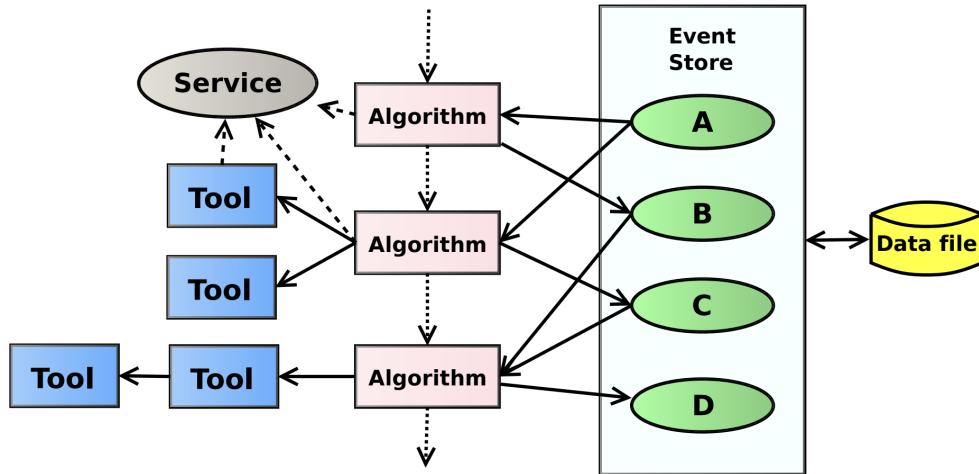 Event
Store
Service
Algorithm
A
Tool
B
Algorithm
Data file
Tool
C
Tool
Tool
Algorithm
D